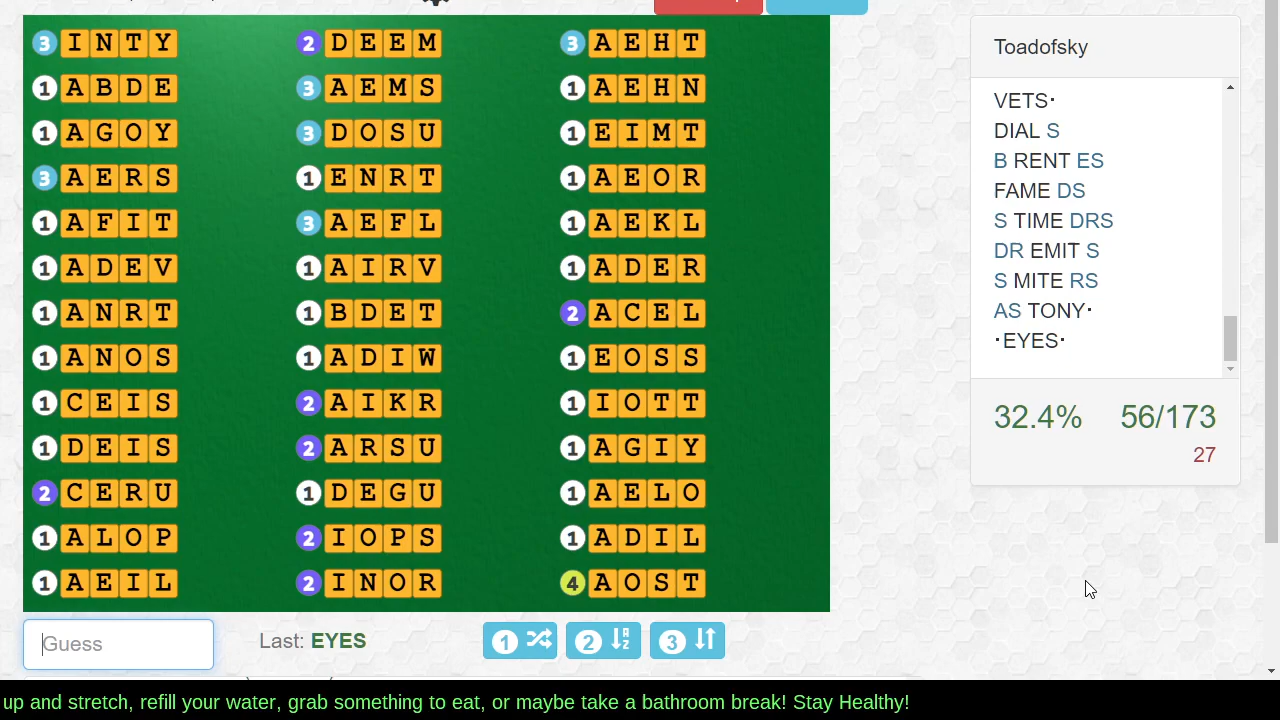 3 INTY 2 DEEM 3 AEHT
1 ABDE 3 AEMS 1 AEHN
1 AGOY 3 DOSU 1 EIMT
3 AERS 1 ENRT 1 AEOR
1 AFIT 3 AEFL 1 AEKL
1 ADEV 1 AIRV 1 ADER
1 ANRT 1 BDET 2 ACEL
1 ANOS 1 ADIW 1 EOSS
1 CEIS 2 AIKR 1 IOTT
1 DEIS 2 ARSU 1 AGIY
2 CERU 1 DEGU 1 AELO
1 ALOP 2 IOPS 1 ADIL
1 AEIL 2 INOR 4 AOST
Guess
Last: EYES
1 2 3
Toadofsky
VETS·
DIAL S
B RENT ES
FAME DS
S TIME DRS
DR EMIT S
S MITE RS
AS TONY·
·EYES·
32.4% 56/173
27
up and stretch, refill your water, grab something to eat, or maybe take a bathroom break! Stay Healthy!